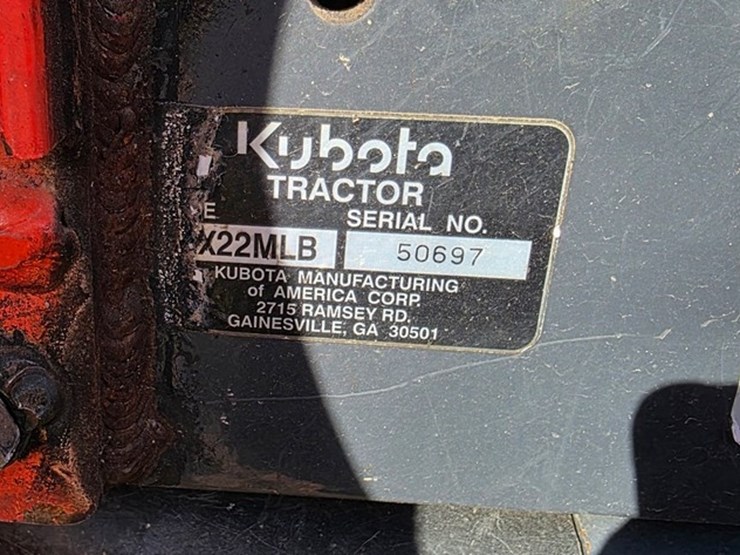 Kubota
TRACTOR
E SERIAL NO.
X22MLB 50697
KUBOTA MANUFACTURING
of AMERICA CORP.
2715 RAMSEY RD.
GAINESVILLE, GA 30501